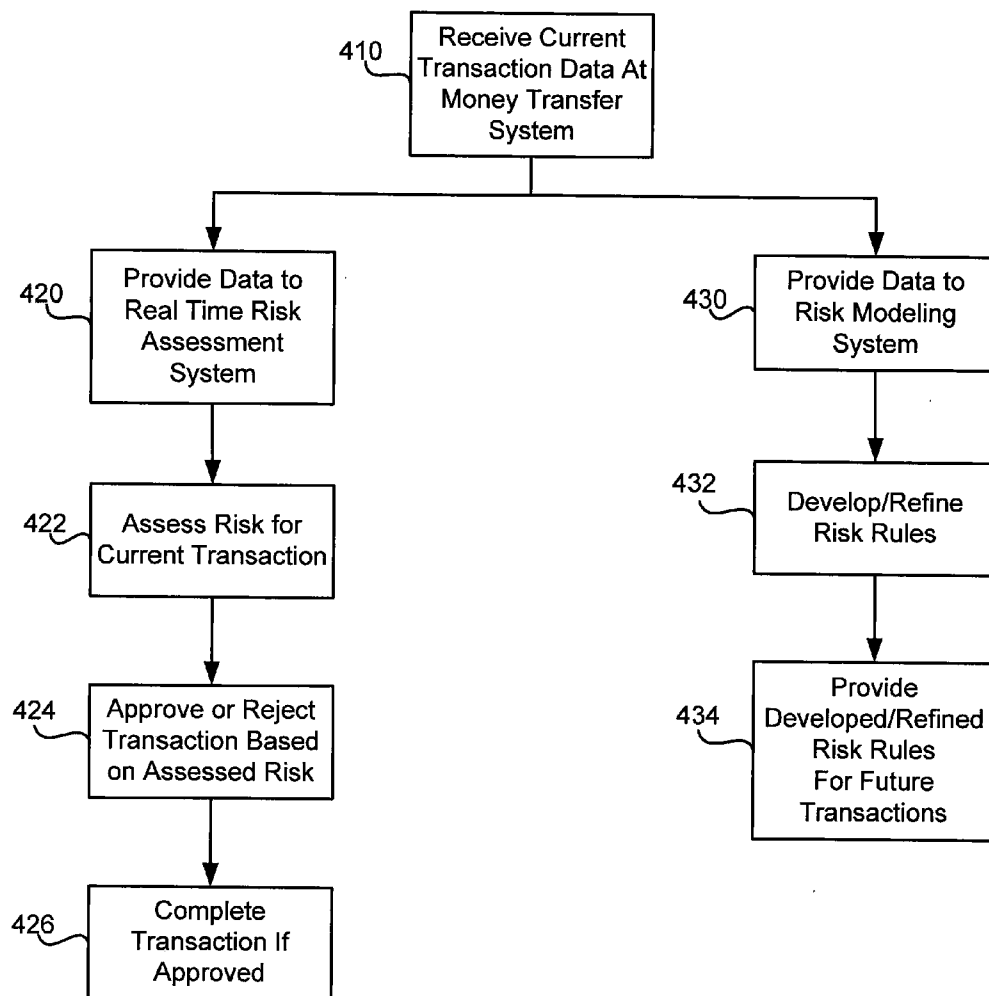 410
Receive Current
Transaction Data At
Money Transfer
System
420
Provide Data to
Real Time Risk
Assessment
System
430
Provide Data to
Risk Modeling
System
422
Assess Risk for
Current Transaction
432
Develop/Refine
Risk Rules
424
Approve or Reject
Transaction Based
on Assessed Risk
434
Provide
Developed/Refined
Risk Rules
For Future
Transactions
426
Complete
Transaction If
Approved